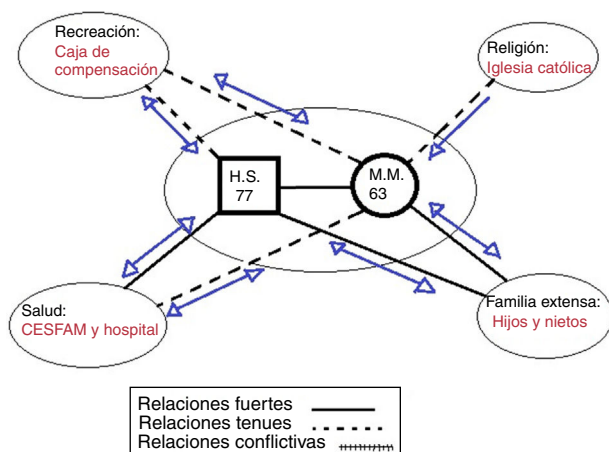 Recreación:
Caja de
compensación
Religión:
Iglesia católica
H.S.
77
M.M.
63
Salud:
CESFAM y hospital
Familia extensa:
Hijos y nietos
Relaciones fuertes
Relaciones tenues
Relaciones conflictivas